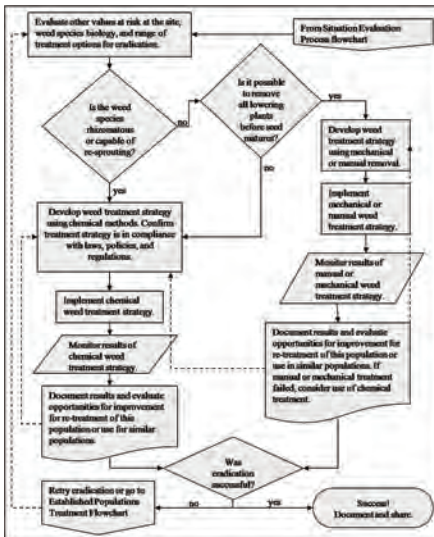 Evaluate other values at risk at the site,
weed species biology, and range of
treatment options for eradication.
From Situation Evaluation
Process flowchart
Is it possible
to remove
all lowering
plants
before seed
matures?
Is the weed
species
rhizomatous
or capable of
re-sprouting?
no
yes
no
yes
Develop weed
treatment strategy
using mechanical
or manual removal.
Develop weed treatment strategy
using chemical methods. Confirm
treatment strategy is in compliance
with laws, policies, and
regulations.
Implement
mechanical or
manual weed
treatment strategy.
Monitor results of
manual or
mechanical weed
treatment strategy.
Implement chemical
weed treatment strategy.
Monitor results of
chemical weed
treatment strategy
Document results and evaluate
opportunities for improvement for
re-treatment of this population or
use in similar populations. If
manual or mechanical treatment
failed, consider use of chemical
treatment.
Document results and evaluate
opportunities for improvement
for re-treatment of this
population or use for similar
populations.
Was
eradication
successful?
no
yes
Retry eradication or go to
Established Populations
Treatment Flowchart
Success!
Document and share.